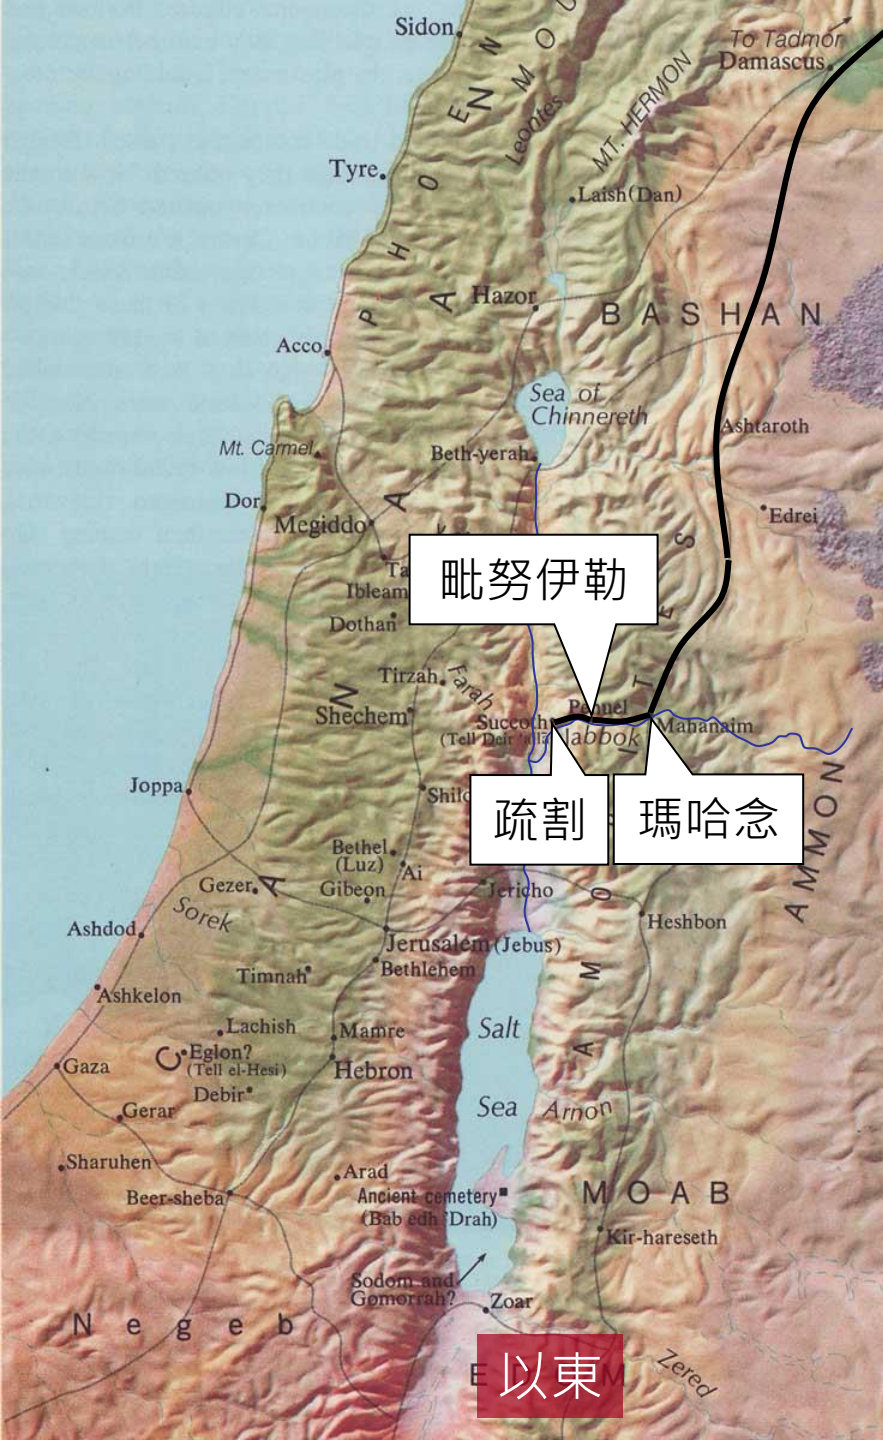 Sidon
To Tadmor
Damascus
MT. HERMON
Leontes
Tyre
Laish (Dan)
PHOEN
MOU
Hazor
BASHAN
Acco
Sea of
Chinnereth
Mt. Carmel
Ashtaroth
Beth-yerah
Dor
Megiddo
Edrei
毗努伊勒
Ta
Ibleam
Dothan
Tirzah
Farah
Shechem
Penuel
Succoth
(Tell Deir 'alla
Jabbok
Mahanaim
Joppa
Shilo
疏割
瑪哈念
AMMON
Bethel
(Luz)
Ai
Gezer
Gibeon
Jericho
Sorek
Heshbon
Ashdod
Jerusalem (Jebus)
Bethlehem
Timnah
Ashkelon
Lachish
Mamre
Salt
Sea
Eglon?
(Tell el-Hesi)
Gaza
Hebron
Debir
Gerar
Arnon
Sharuhen
Arad
Beer-sheba
Ancient cemetery
(Bab edh 'Drah)
MOAB
Kir-hareseth
Sodom and
Gomorrah?
Zoar
Negeb
E M
以東
Zered